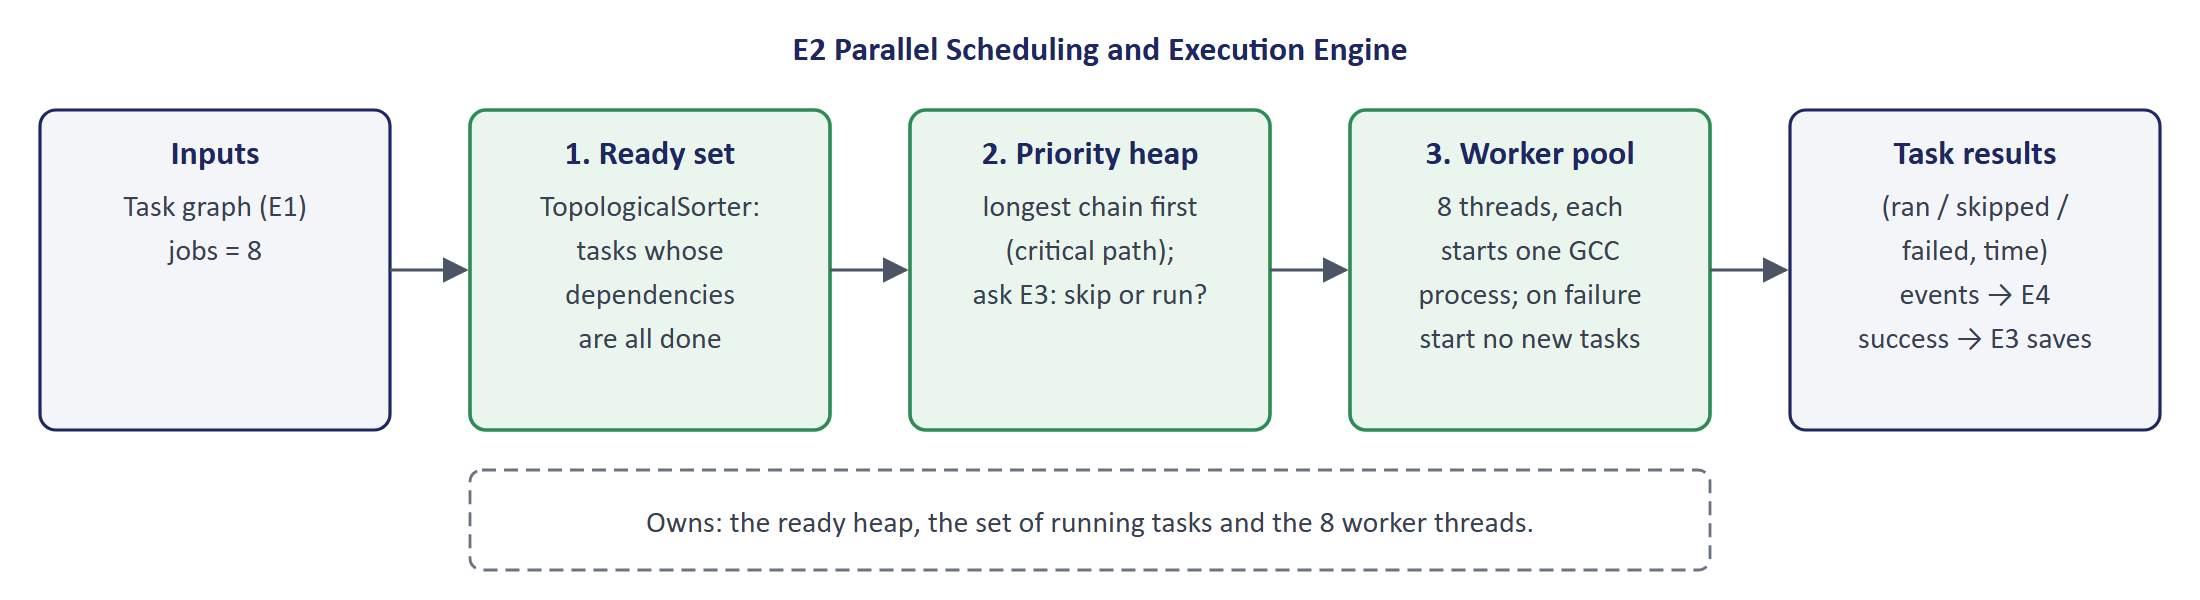 E2 Parallel Scheduling and Execution Engine
Inputs
Task graph (E1)
jobs = 8
1. Ready set
TopologicalSorter:
tasks whose
dependencies
are all done
2. Priority heap
longest chain first
(critical path);
ask E3: skip or run?
3. Worker pool
8 threads, each
starts one GCC
process; on failure
start no new tasks
Task results
(ran / skipped /
failed, time)
events → E4
success → E3 saves
Owns: the ready heap, the set of running tasks and the 8 worker threads.